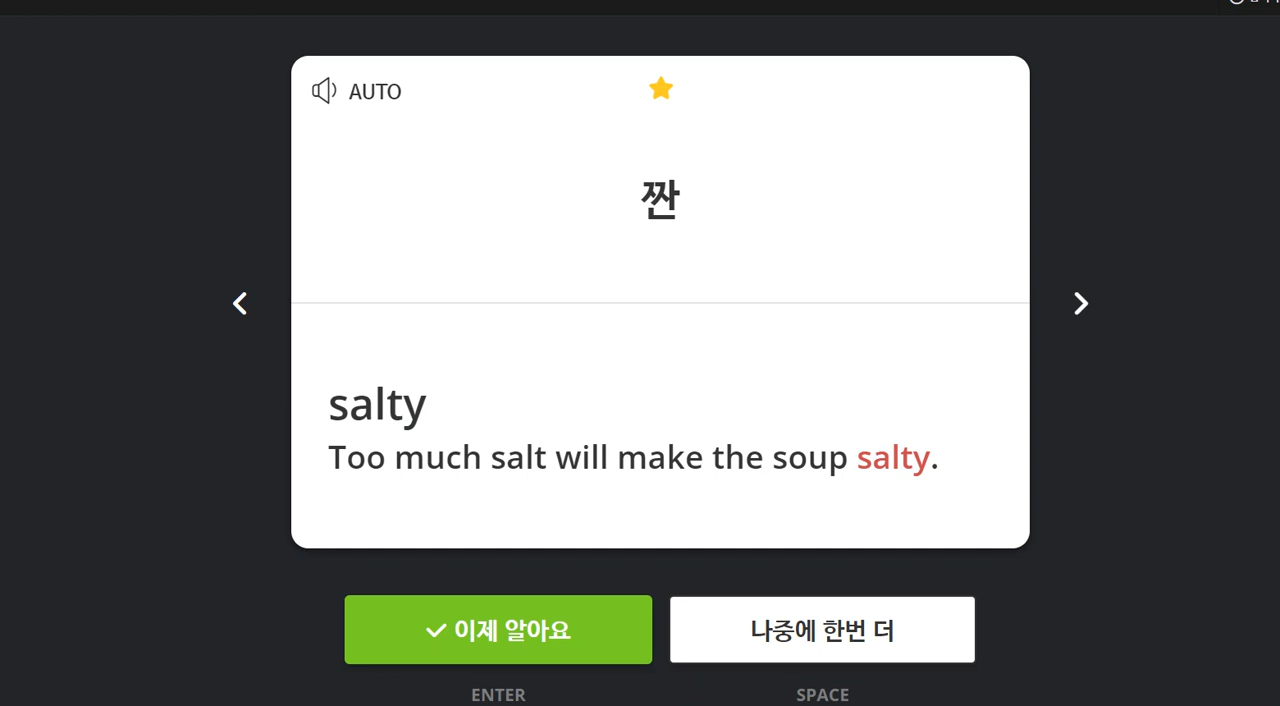 AUTO
짠
salty
Too much salt will make the soup salty.
이제 알아요
나중에 한번 더
ENTER
SPACE